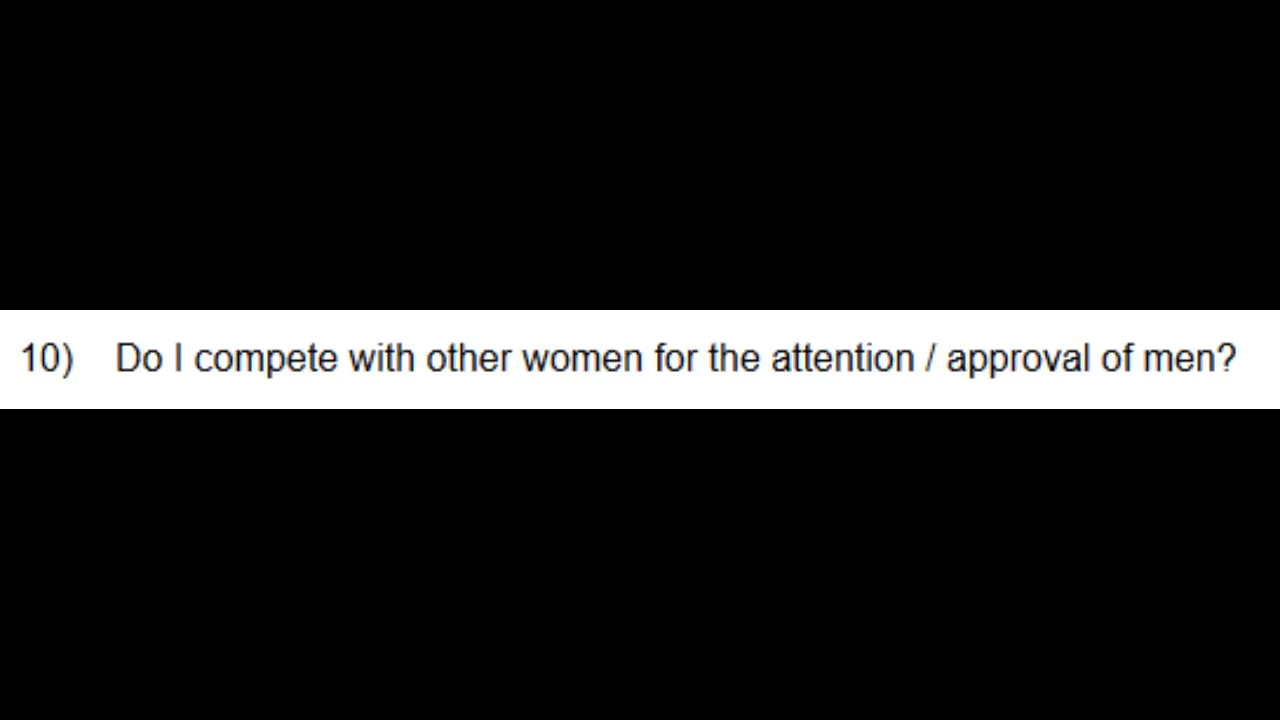 10) Do I compete with other women for the attention / approval of men?